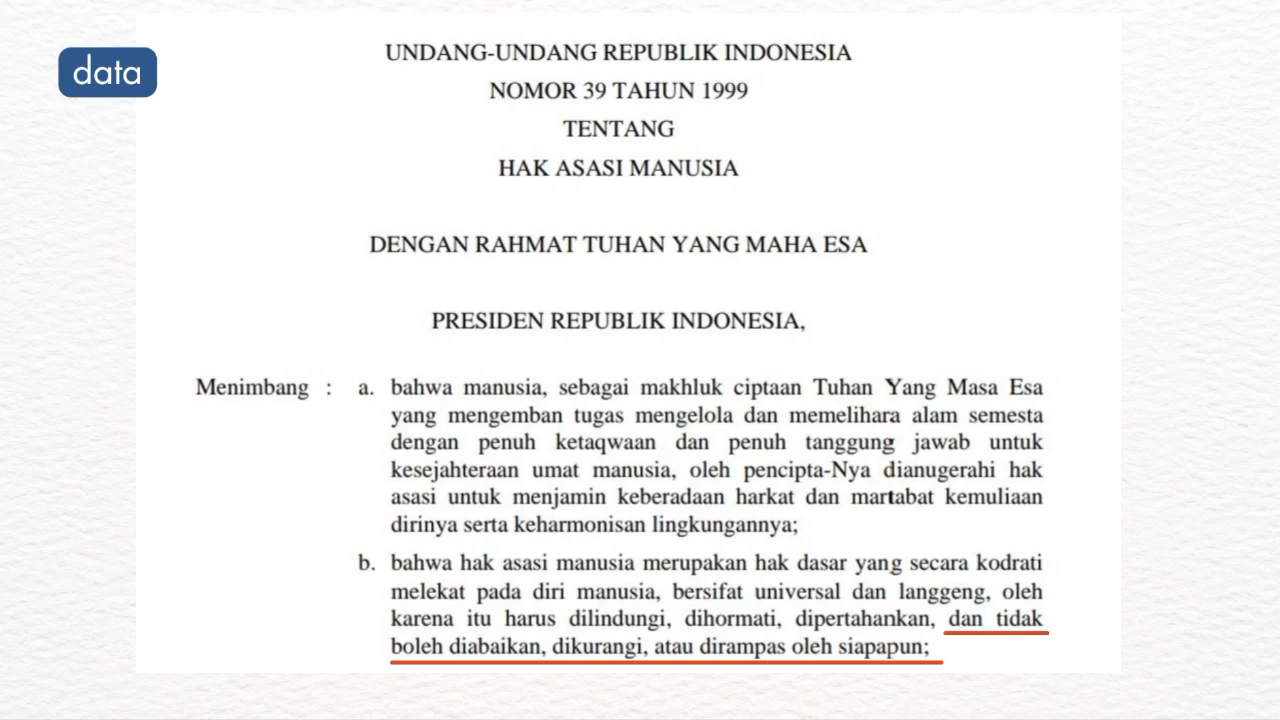 data
UNDANG-UNDANG REPUBLIK INDONESIA
NOMOR 39 TAHUN 1999
TENTANG
HAK ASASI MANUSIA
DENGAN RAHMAT TUHAN YANG MAHA ESA
PRESIDEN REPUBLIK INDONESIA,
Menimbang : a. bahwa manusia, sebagai makhluk ciptaan Tuhan Yang Masa Esa
yang mengemban tugas mengelola dan memelihara alam semesta
dengan penuh ketaqwaan dan penuh tanggung jawab untuk
kesejahteraan umat manusia, oleh pencipta-Nya dianugerahi hak
asasi untuk menjamin keberadaan harkat dan martabat kemuliaan
dirinya serta keharmonisan lingkungannya;
b. bahwa hak asasi manusia merupakan hak dasar yang secara kodrati
melekat pada diri manusia, bersifat universal dan langgeng, oleh
karena itu harus dilindungi, dihormati, dipertahankan, dan tidak
boleh diabaikan, dikurangi, atau dirampas oleh siapapun;